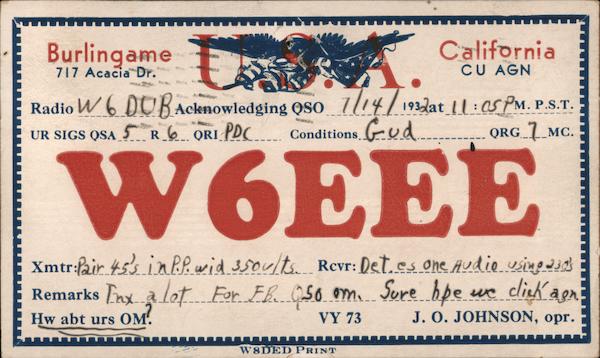 Burlingame U.S.A. California
717 Acacia Dr. CU AGN
Radio W6DUB Acknowledging QSO 7/14/1932 at 11:05P M. P.S.T.
UR SIGS QSA 5 R 6 QRI PDC Conditions Gud QRG 7 MC.
W6EEE
Xmtr: Pair 45's in P.P. wid 350 vlts Rcvr: Det es one Audio using 230's
Remarks Tnx a lot For FB. QSO om. Sure hpe we click agn
Hw abt urs OM? VY 73 J. O. JOHNSON, opr.
W8DED PRINT